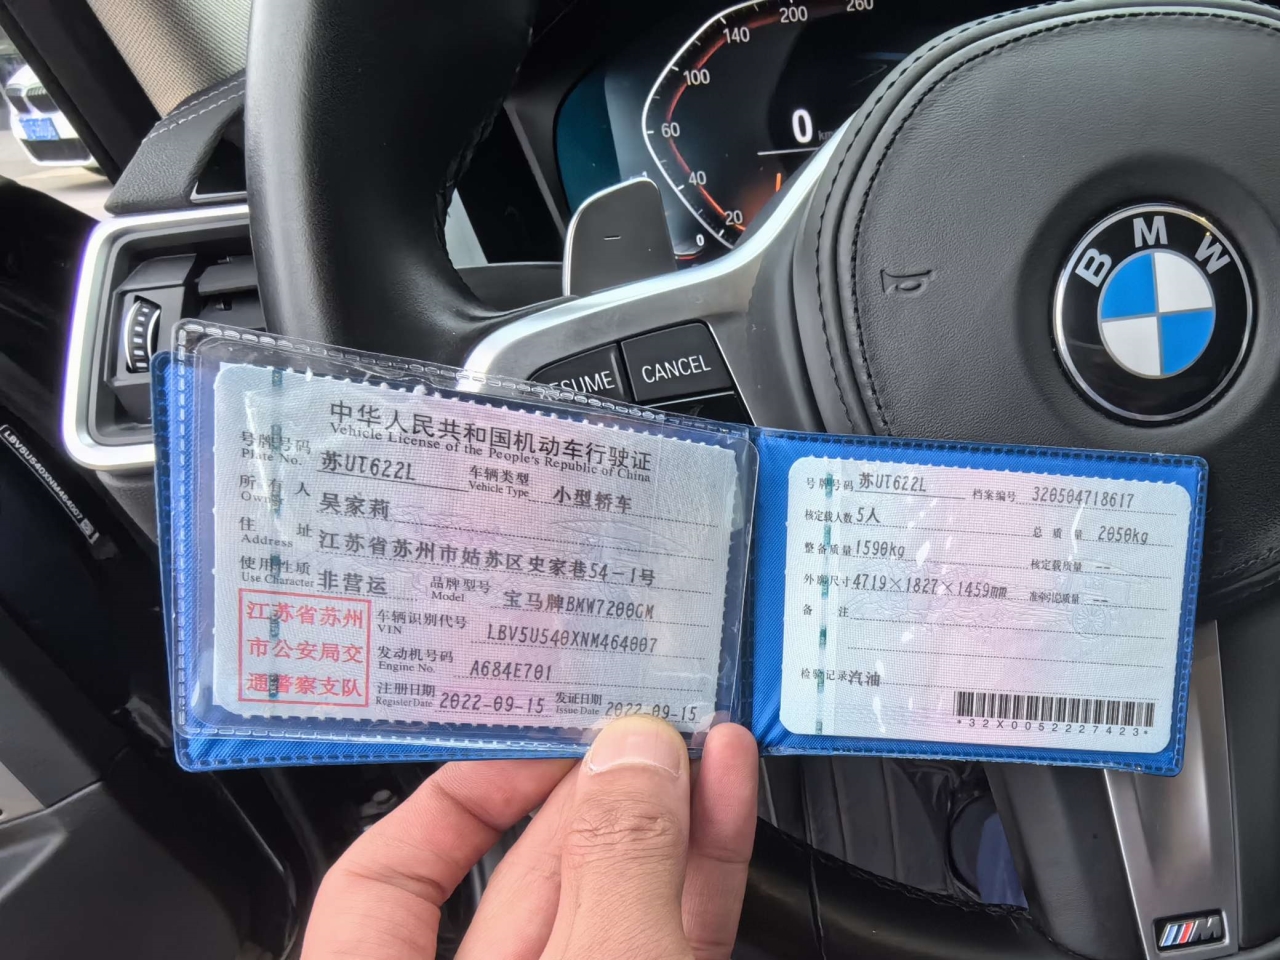 200
260
140
100
60
40
20
0
0
km
BMW
CANCEL
LBV5U540XNM464007
中华人民共和国机动车行驶证
Vehicle License of the People's Republic of China
号牌号码 苏UT622L 车辆类型 小型轿车
Plate No. Vehicle Type
所有人 吴家莉
Owner
住址 江苏省苏州市姑苏区史家巷54-1号
Address
使用性质 非营运 品牌型号 宝马牌BMW7200GM
Use Character Model
江苏省苏州
市公安局交
通警察支队
车辆识别代号 LBV5U540XNM464007
VIN
发动机号码 A684E701
Engine No.
注册日期 2022-09-15 发证日期 2022-09-15
Register Date Issue Date
号牌号码 苏UT622L 档案编号 320504718617
核定载人数 5人 总质量 2050kg
整备质量 1590kg 核定载质量 --
外廓尺寸 4719×1827×1459mm 准牵引总质量 --
备注
检验记录 汽油
*32X0052227423*
M